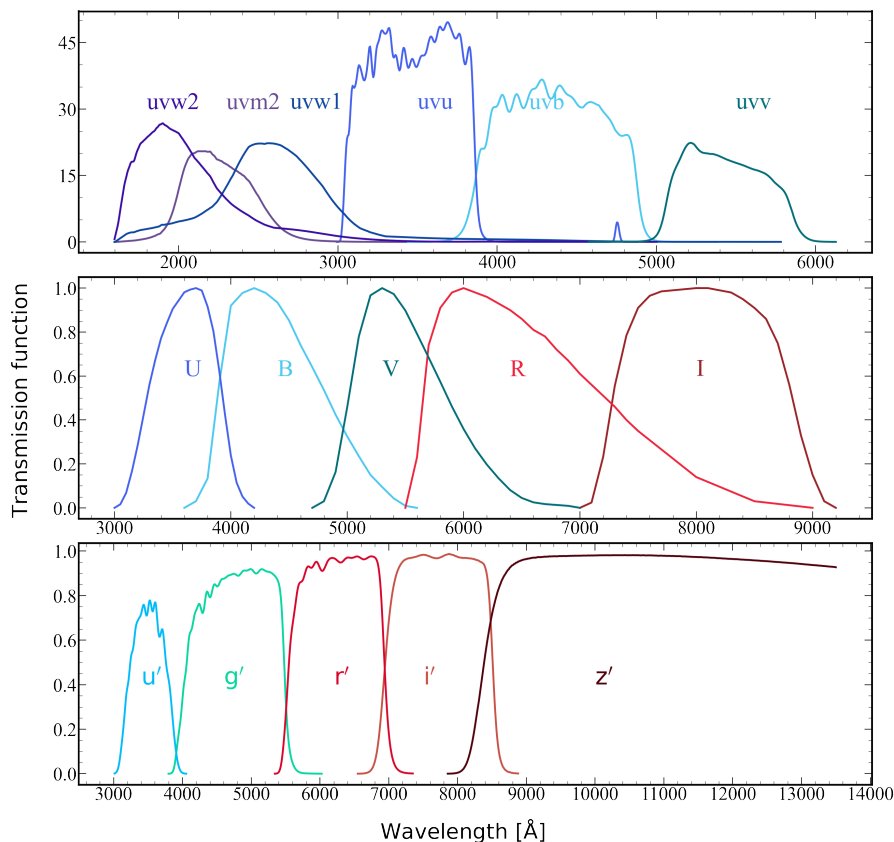 45
30
15
0
uvw2 uvm2 uvw1 uvu uvb uvv
2000 3000 4000 5000 6000
Transmission function
1.0
0.8
0.6
0.4
0.2
0.0
U B V R I
3000 4000 5000 6000 7000 8000 9000
1.0
0.8
0.6
0.4
0.2
0.0
u′ g′ r′ i′ z′
3000 4000 5000 6000 7000 8000 9000 10000 11000 12000 13000 14000
Wavelength [Å]